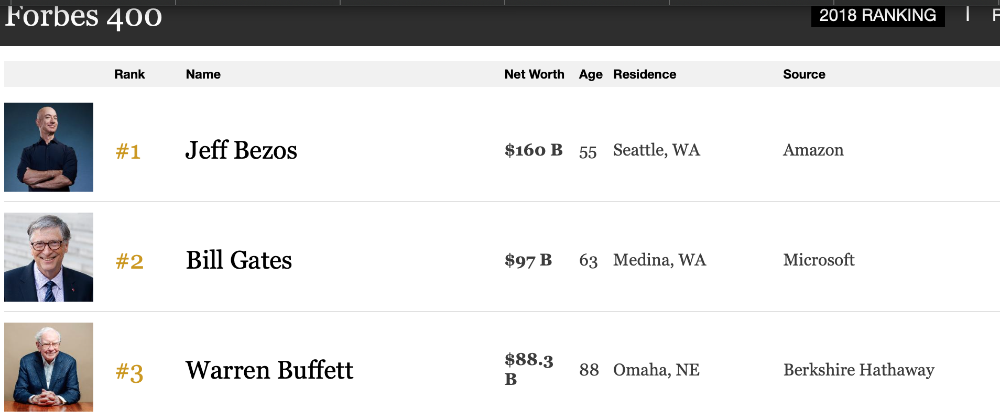 Forbes 400
2018 RANKING
Rank Name Net Worth Age Residence Source
#1 Jeff Bezos $160 B 55 Seattle, WA Amazon
#2 Bill Gates $97 B 63 Medina, WA Microsoft
#3 Warren Buffett $88.3 B 88 Omaha, NE Berkshire Hathaway